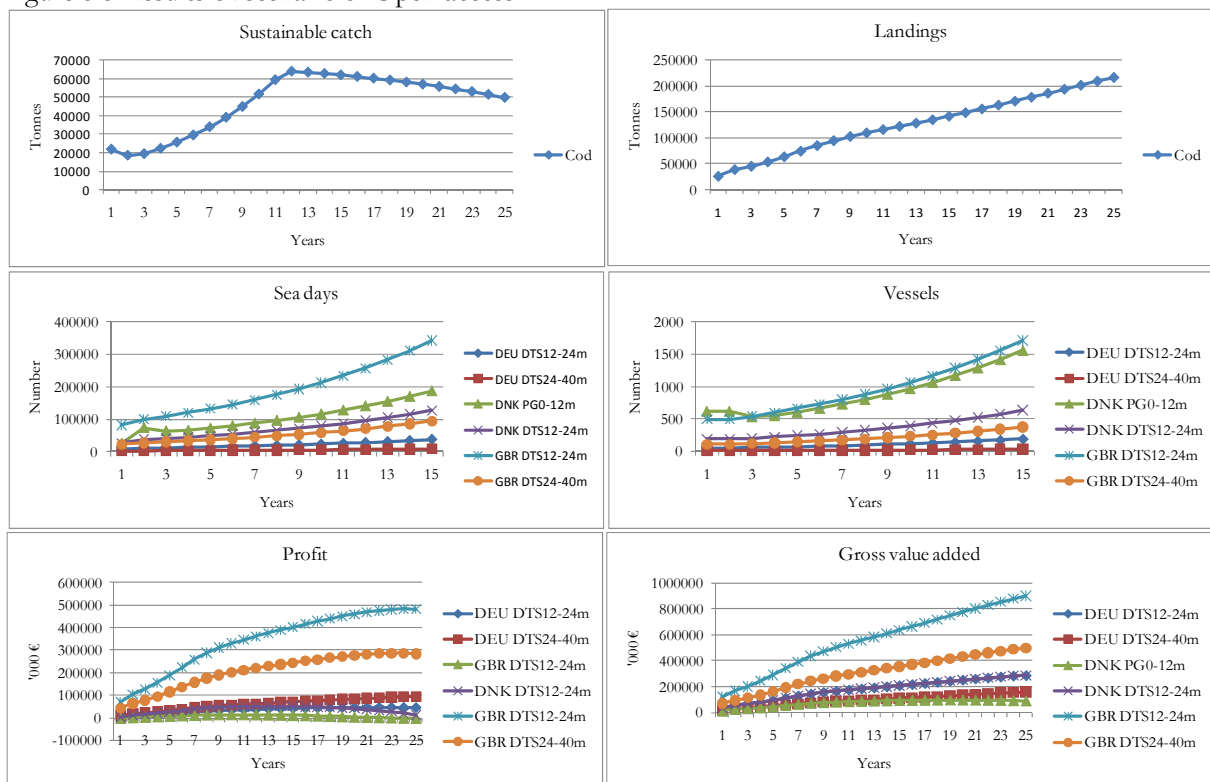 Results of scenario Open access
Sustainable catch
70000
60000
50000
40000
30000
20000
10000
0
Tonnes
1 3 5 7 9 11 13 15 17 19 21 23 25
Years
Cod
Landings
250000
200000
150000
100000
50000
0
Tonnes
1 3 5 7 9 11 13 15 17 19 21 23 25
Years
Cod
Sea days
400000
300000
200000
100000
0
Number
1 3 5 7 9 11 13 15
Years
DEU DTS12-24m
DEU DTS24-40m
DNK PG0-12m
DNK DTS12-24m
GBR DTS12-24m
GBR DTS24-40m
Vessels
2000
1500
1000
500
0
Number
1 3 5 7 9 11 13 15
Years
DEU DTS12-24m
DEU DTS24-40m
DNK PG0-12m
DNK DTS12-24m
GBR DTS12-24m
GBR DTS24-40m
Profit
600000
500000
400000
300000
200000
100000
0
-100000
'000 €
1 3 5 7 9 11 13 15 17 19 21 23 25
Years
DEU DTS12-24m
DEU DTS24-40m
GBR DTS12-24m
DNK DTS12-24m
GBR DTS12-24m
GBR DTS24-40m
Gross value added
1000000
800000
600000
400000
200000
0
'000 €
1 3 5 7 9 11 13 15 17 19 21 23 25
Years
DEU DTS12-24m
DEU DTS24-40m
DNK PG0-12m
DNK DTS12-24m
GBR DTS12-24m
GBR DTS24-40m